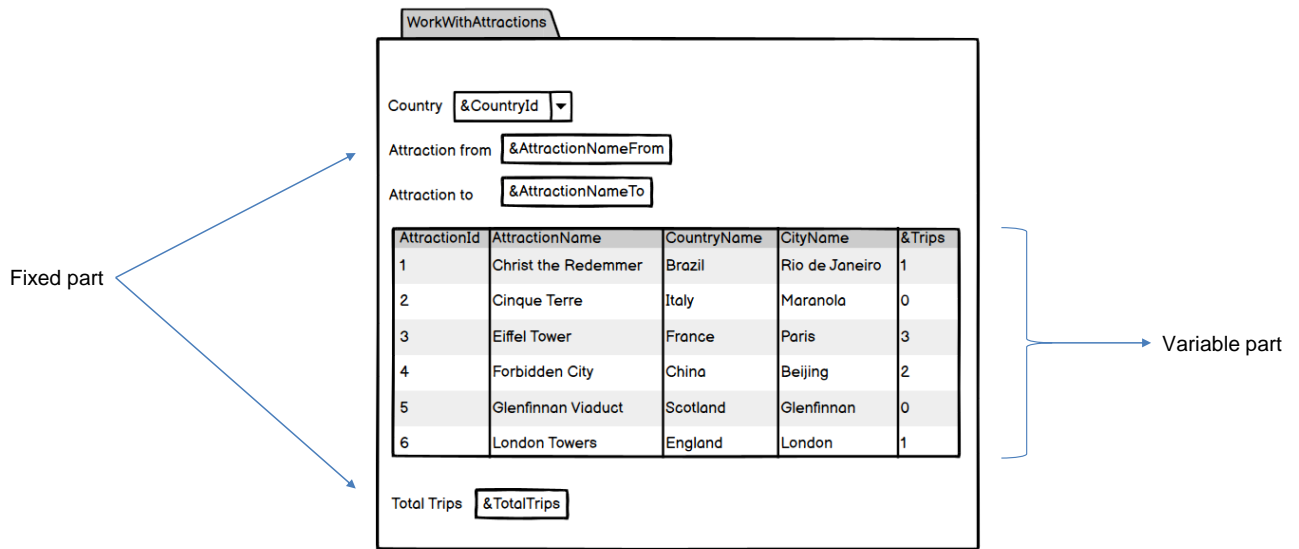 WorkWithAttractions
Country &CountryId
Attraction from &AttractionNameFrom
Attraction to &AttractionNameTo
AttractionId AttractionName CountryName CityName &Trips
1 Christ the Redemmer Brazil Rio de Janeiro 1
2 Cinque Terre Italy Maranola 0
3 Eiffel Tower France Paris 3
4 Forbidden City China Beijing 2
5 Glenfinnan Viaduct Scotland Glenfinnan 0
6 London Towers England London 1
Total Trips &TotalTrips
Fixed part
Variable part